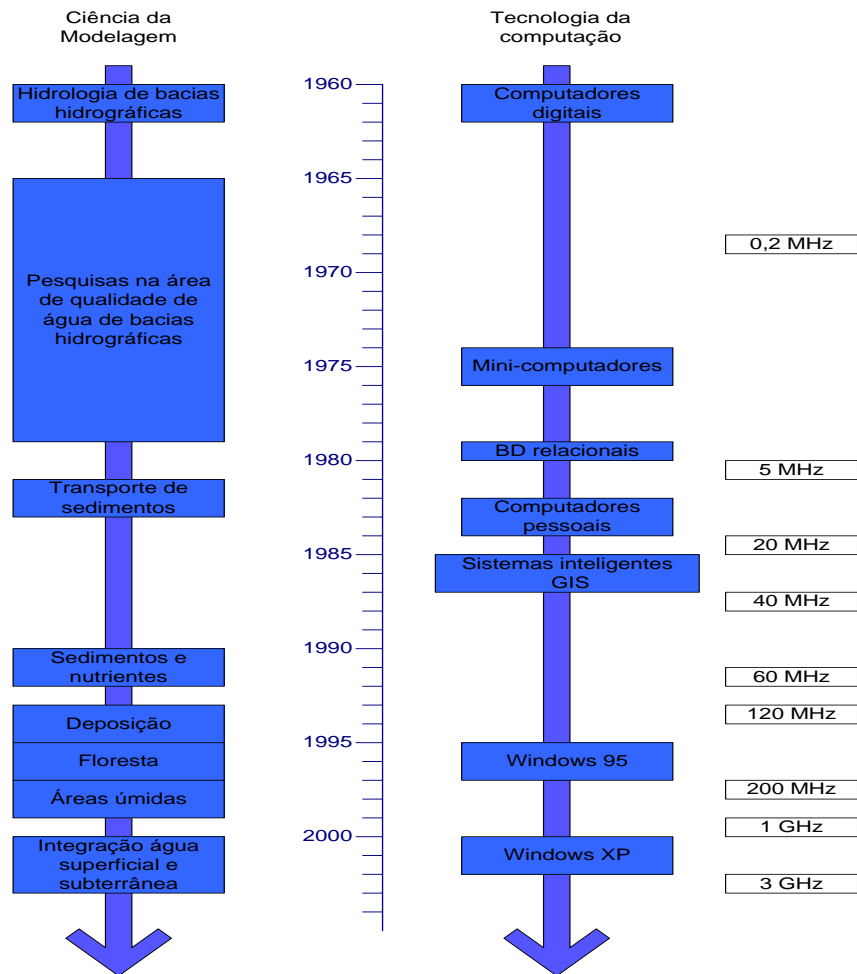 Ciência da
Modelagem
Hidrologia de bacias
hidrográficas
Pesquisas na área
de qualidade de
água de bacias
hidrográficas
Transporte de
sedimentos
Sedimentos e
nutrientes
Deposição
Floresta
Áreas úmidas
Integração água
superficial e
subterrânea
1960
1965
1970
1975
1980
1985
1990
1995
2000
Tecnologia da
computação
Computadores
digitais
Mini-computadores
BD relacionais
Computadores
pessoais
Sistemas inteligentes
GIS
Windows 95
Windows XP
0,2 MHz
5 MHz
20 MHz
40 MHz
60 MHz
120 MHz
200 MHz
1 GHz
3 GHz